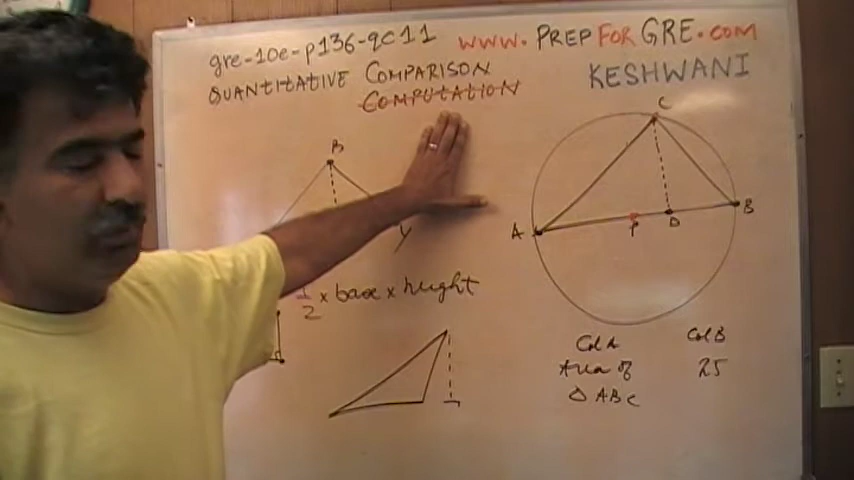 gre-10e-p136-qc11
WWW.PREPFORGRE.COM
QUANTITATIVE COMPARISON
COMPUTATION
KESHWANI
C
B
A
P
D
B
y
1/2 × base × height
Col A
Col B
Area of
25
△ ABC